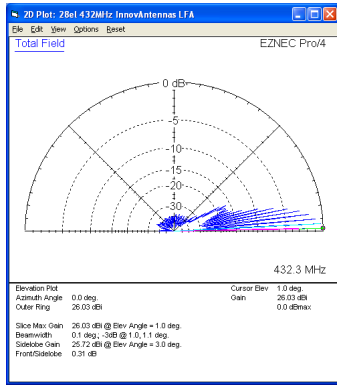 2D Plot: 28el 432MHz InnovAntennas LFA
File Edit View Options Reset
Total Field EZNEC Pro/4
0 dB
-5
-10
-15
-20
-30
432.3 MHz
Elevation Plot Cursor Elev 1.0 deg.
Azimuth Angle 0.0 deg. Gain 26.03 dBi
Outer Ring 26.03 dBi 0.0 dBmax
Slice Max Gain 26.03 dBi @ Elev Angle = 1.0 deg.
Beamwidth 0.1 deg.; -3dB @ 1.0, 1.1 deg.
Sidelobe Gain 25.72 dBi @ Elev Angle = 3.0 deg.
Front/Sidelobe 0.31 dB